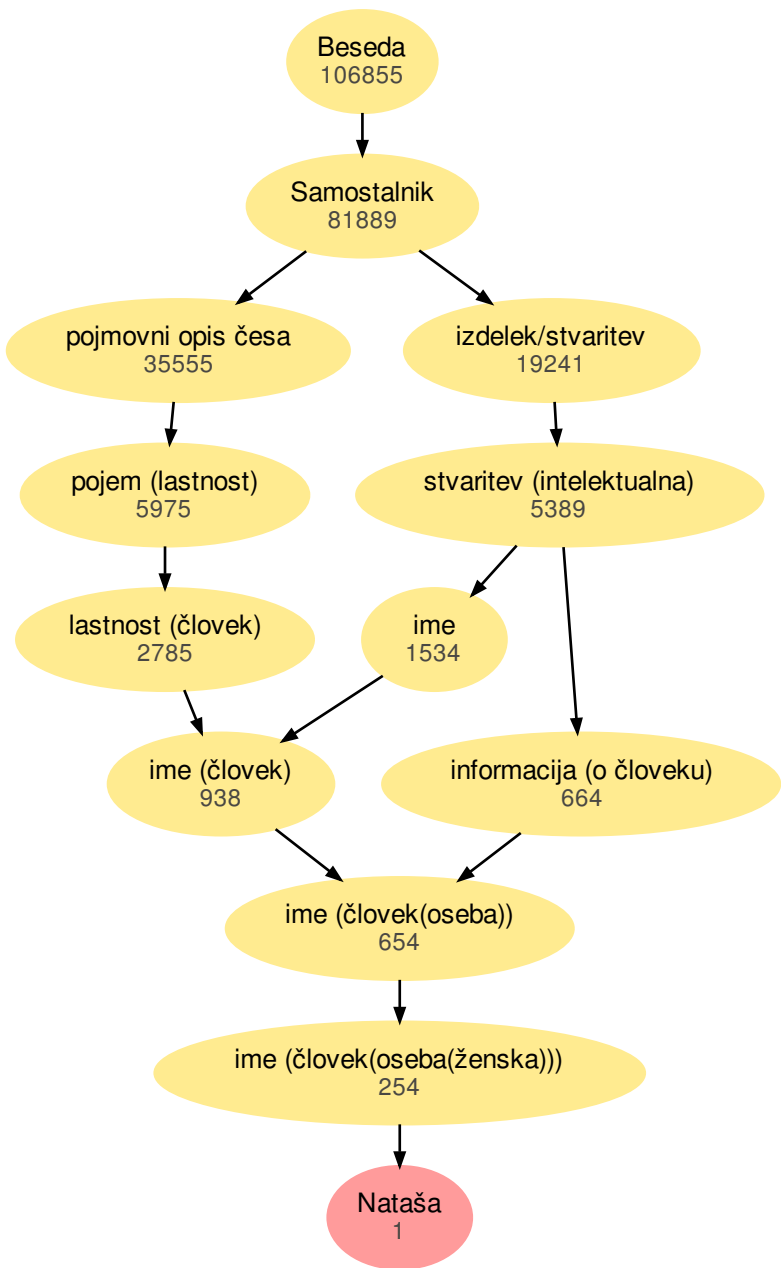 Beseda
106855
Samostalnik
81889
pojmovni opis česa
35555
izdelek/stvaritev
19241
pojem (lastnost)
5975
stvaritev (intelektualna)
5389
lastnost (človek)
2785
ime
1534
ime (človek)
938
informacija (o človeku)
664
ime (človek(oseba))
654
ime (človek(oseba(ženska)))
254
Nataša
1